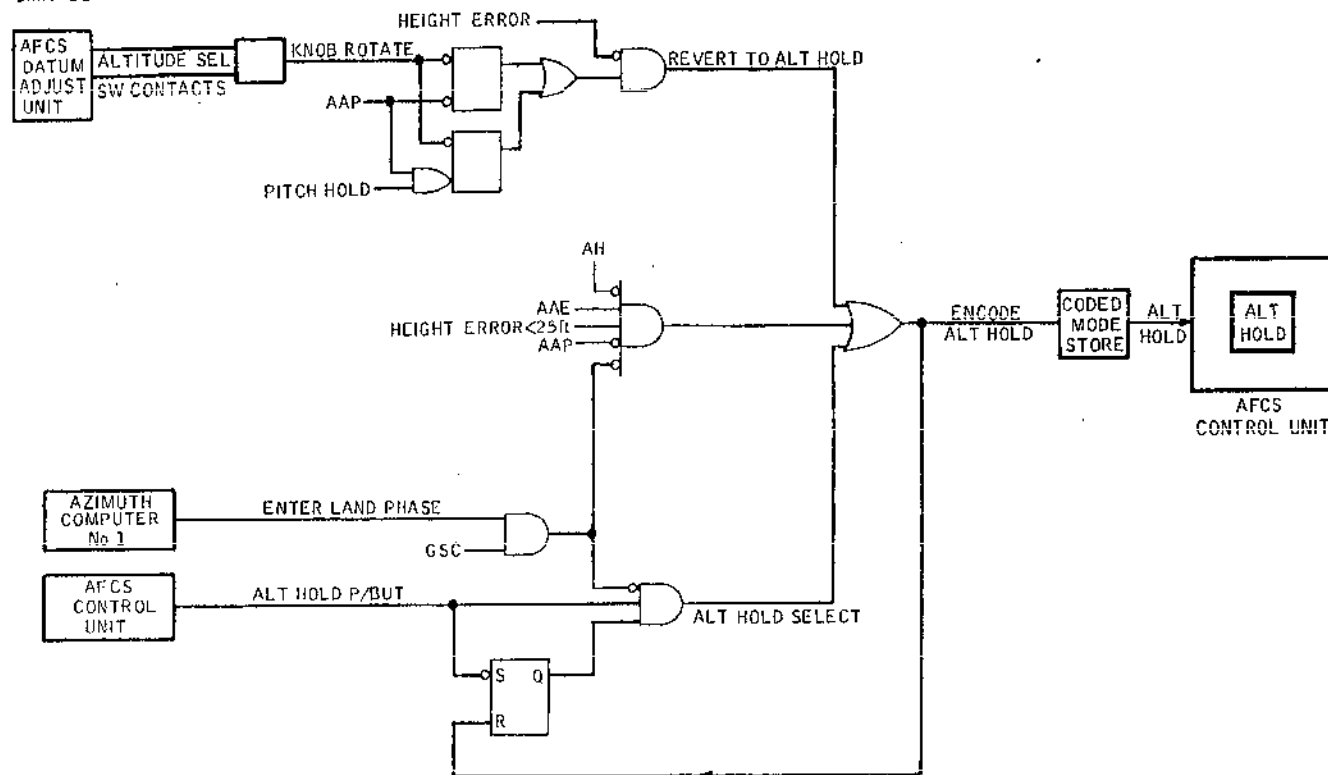 HEIGHT ERROR
AFCS
DATUM
ADJUST
UNIT
ALTITUDE SEL
SW CONTACTS
KNOB ROTATE
REVERT TO ALT HOLD
AAP
PITCH HOLD
AH
AAE
HEIGHT ERROR<25ft
AAP
ENCODE
ALT HOLD
CODED
MODE
STORE
ALT
HOLD
ALT
HOLD
AFCS
CONTROL UNIT
AZIMUTH
COMPUTER
No 1
ENTER LAND PHASE
GSC
AFCS
CONTROL
UNIT
ALT HOLD P/BUT
ALT HOLD SELECT
S Q
R